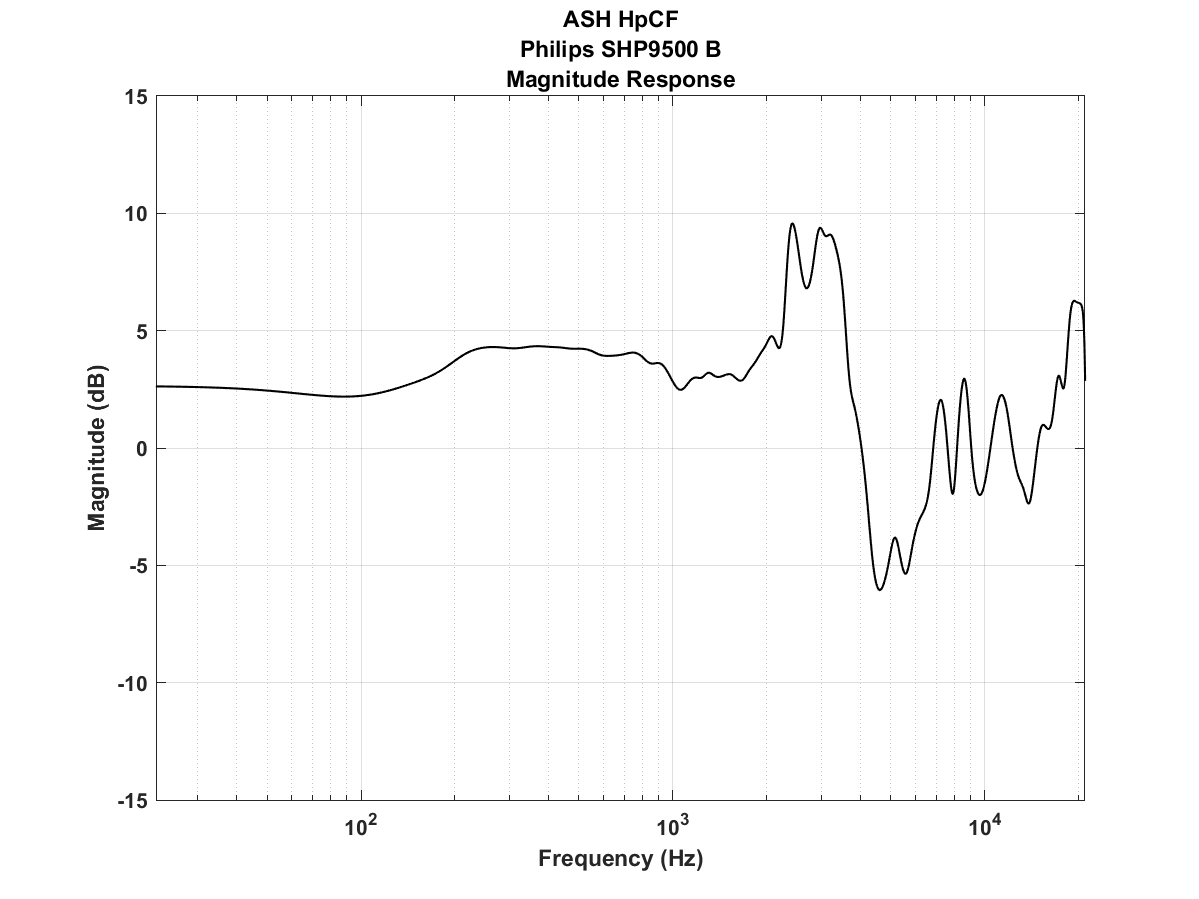 ASH HpCF
Philips SHP9500 B
Magnitude Response
15
10
5
0
-5
-10
-15
Magnitude (dB)
10² 10³ 10⁴
Frequency (Hz)